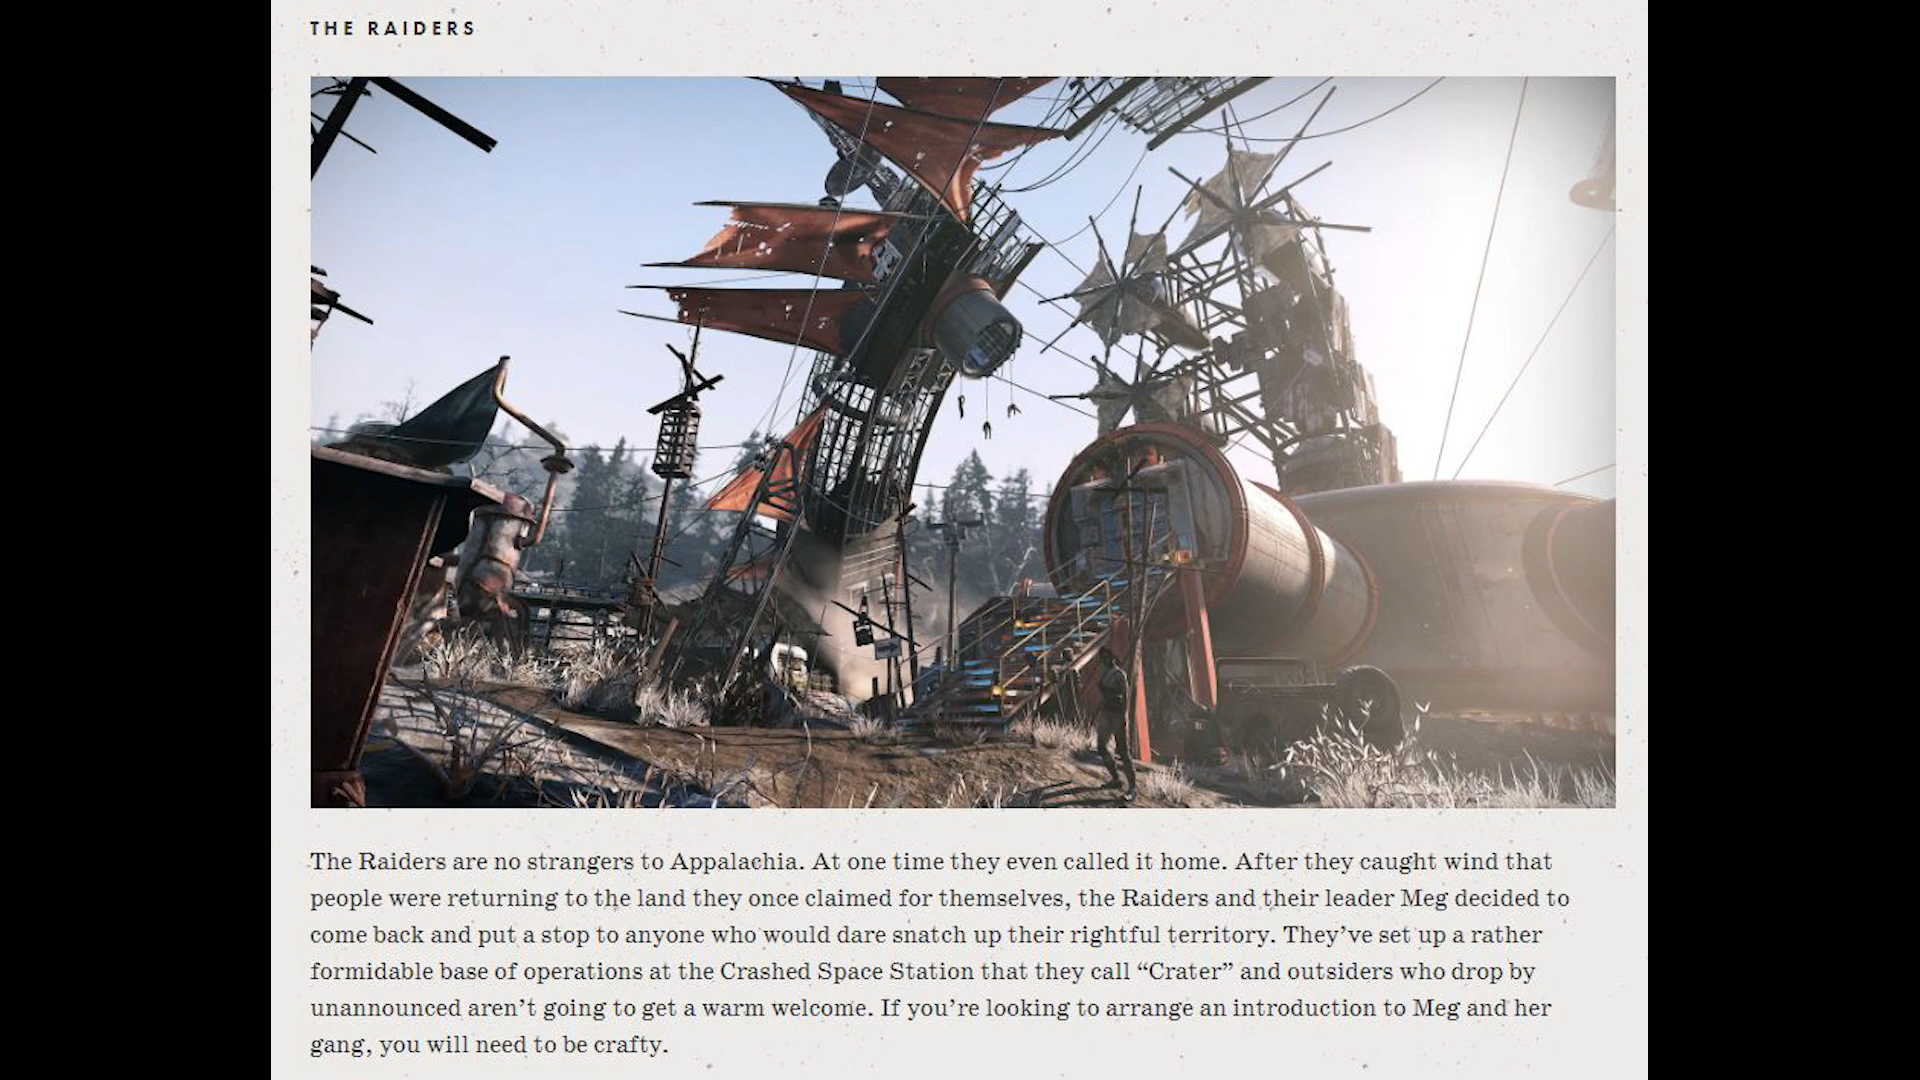 THE RAIDERS
The Raiders are no strangers to Appalachia. At one time they even called it home. After they caught wind that
people were returning to the land they once claimed for themselves, the Raiders and their leader Meg decided to
come back and put a stop to anyone who would dare snatch up their rightful territory. They’ve set up a rather
formidable base of operations at the Crashed Space Station that they call “Crater” and outsiders who drop by
unannounced aren’t going to get a warm welcome. If you’re looking to arrange an introduction to Meg and her
gang, you will need to be crafty.